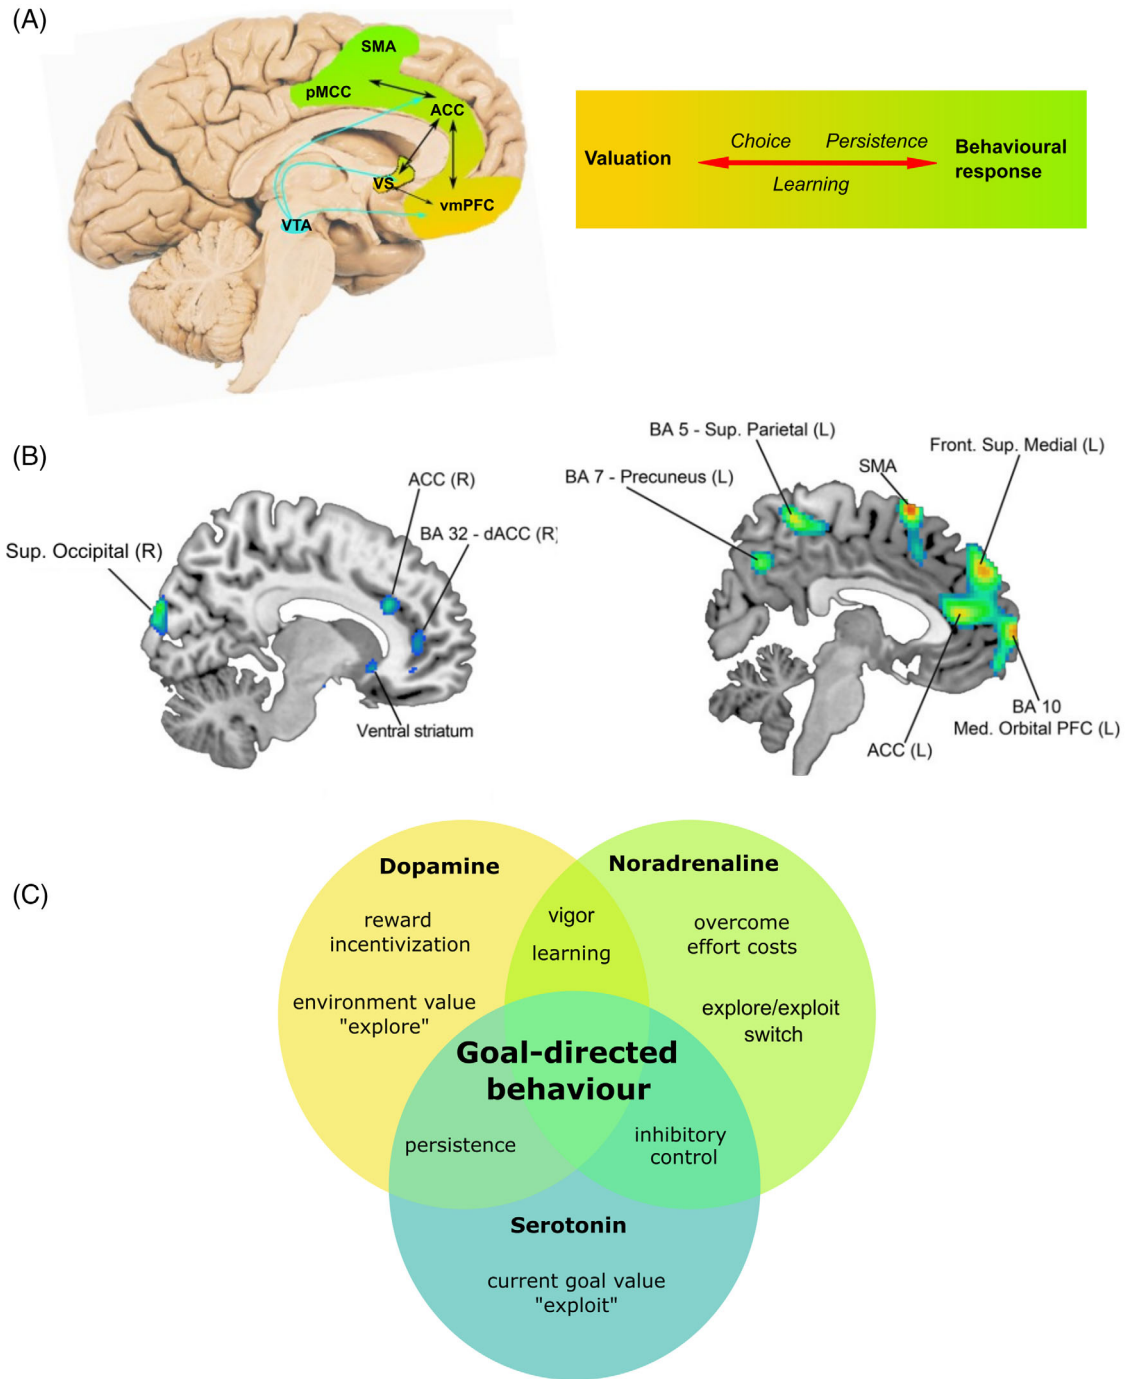 (A)
SMA
pMCC
ACC
VS
vmPFC
VTA
Valuation
Choice
Persistence
Learning
Behavioural
response
(B)
ACC (R)
BA 32 - dACC (R)
Sup. Occipital (R)
Ventral striatum
BA 5 - Sup. Parietal (L)
BA 7 - Precuneus (L)
SMA
Front. Sup. Medial (L)
BA 10
Med. Orbital PFC (L)
ACC (L)
(C)
Dopamine
reward
incentivization
environment value
"explore"
vigor
learning
Noradrenaline
overcome
effort costs
explore/exploit
switch
Goal-directed
behaviour
persistence
inhibitory
control
Serotonin
current goal value
"exploit"